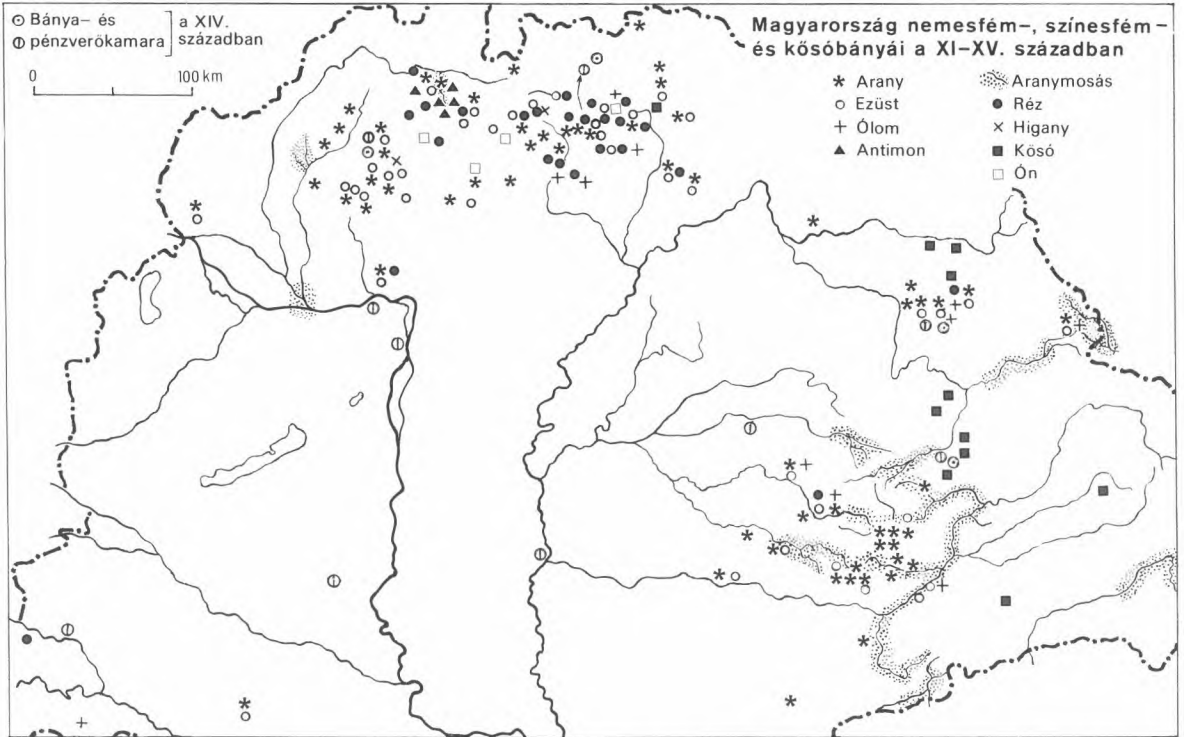 Bánya– és
pénzverőkamara
a XIV.
században
0 100 km
Magyarország nemesfém–, színesfém–
és kősóbányái a XI–XV. században
Arany
Ezüst
Ólom
Antimon
Aranymosás
Réz
Higany
Kösó
Ón